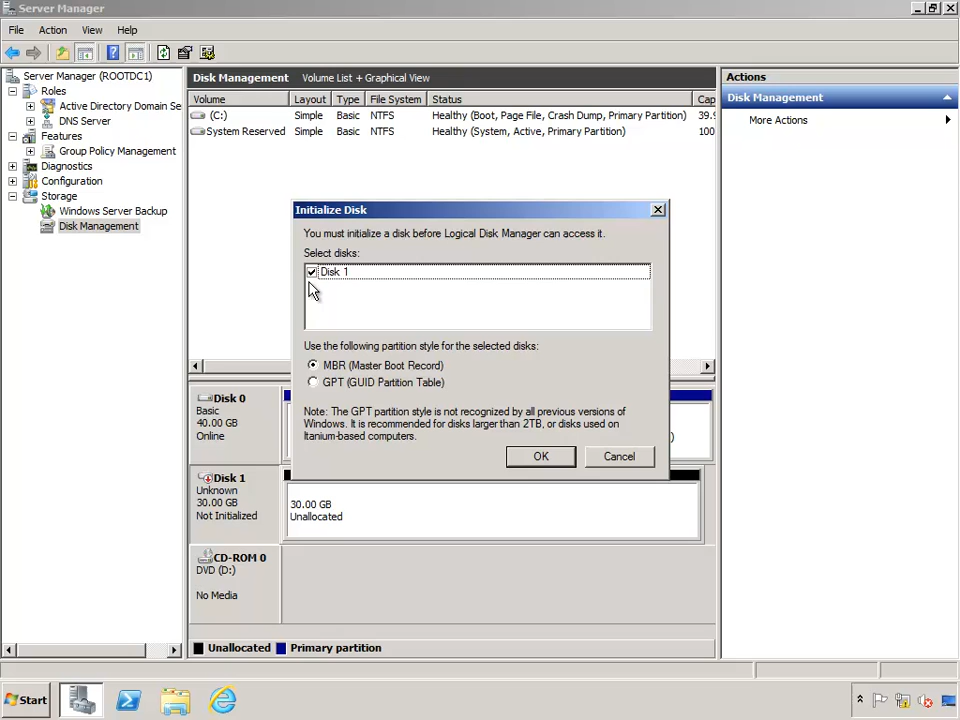 Server Manager
File Action View Help
Server Manager (ROOTDC1)
Roles
Active Directory Domain Se
DNS Server
Features
Group Policy Management
Diagnostics
Configuration
Storage
Windows Server Backup
Disk Management
Disk Management Volume List + Graphical View
Volume Layout Type File System Status Cap
(C:) Simple Basic NTFS Healthy (Boot, Page File, Crash Dump, Primary Partition) 39.9
System Reserved Simple Basic NTFS Healthy (System, Active, Primary Partition) 100
Initialize Disk
You must initialize a disk before Logical Disk Manager can access it.
Select disks:
Disk 1
Use the following partition style for the selected disks:
MBR (Master Boot Record)
GPT (GUID Partition Table)
Note: The GPT partition style is not recognized by all previous versions of
Windows. It is recommended for disks larger than 2TB, or disks used on
Itanium-based computers.
OK Cancel
Disk 0
Basic
40.00 GB
Online
)
Disk 1
Unknown
30.00 GB
Not Initialized
30.00 GB
Unallocated
CD-ROM 0
DVD (D:)
No Media
Unallocated Primary partition
Actions
Disk Management
More Actions
Start